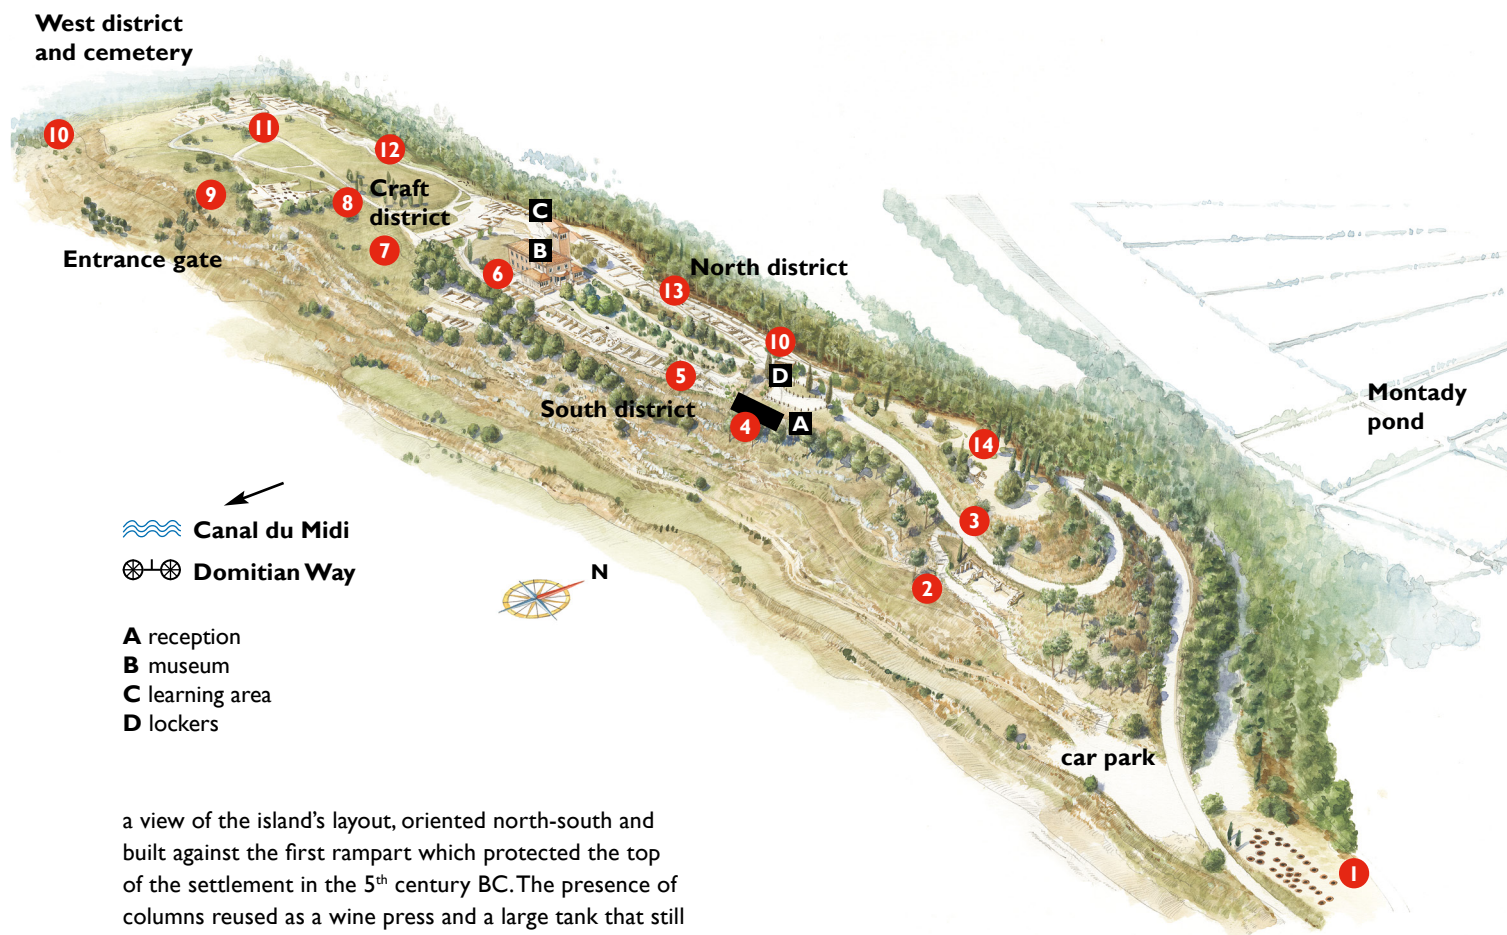 West district
and cemetery
10
11
12
9
8
Craft
district
C
7
B
Entrance gate
6
North district
13
10
D
5
South district
4
A
Montady
pond
14
3
2
Canal du Midi
Domitian Way
N
A reception
B museum
C learning area
D lockers
car park
1
a view of the island’s layout, oriented north-south and
built against the first rampart which protected the top
of the settlement in the 5th century BC. The presence of
columns reused as a wine press and a large tank that still